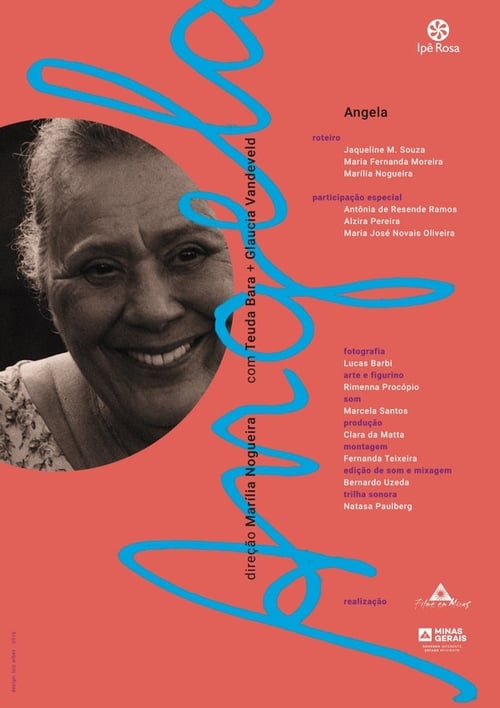 Ipê Rosa
Angela
Angela
roteiro
Jaqueline M. Souza
Maria Fernanda Moreira
Marília Nogueira
participação especial
Antônia de Resende Ramos
Alzira Pereira
Maria José Novais Oliveira
direção Marília Nogueira com Teuda Bara + Glaucia Vandeveld
fotografia
Lucas Barbi
arte e figurino
Rimenna Procópio
som
Marcela Santos
produção
Clara da Matta
montagem
Fernanda Teixeira
edição de som e mixagem
Bernardo Uzeda
trilha sonora
Natasa Paulberg
realização
Filme em Minas
MINAS
GERAIS